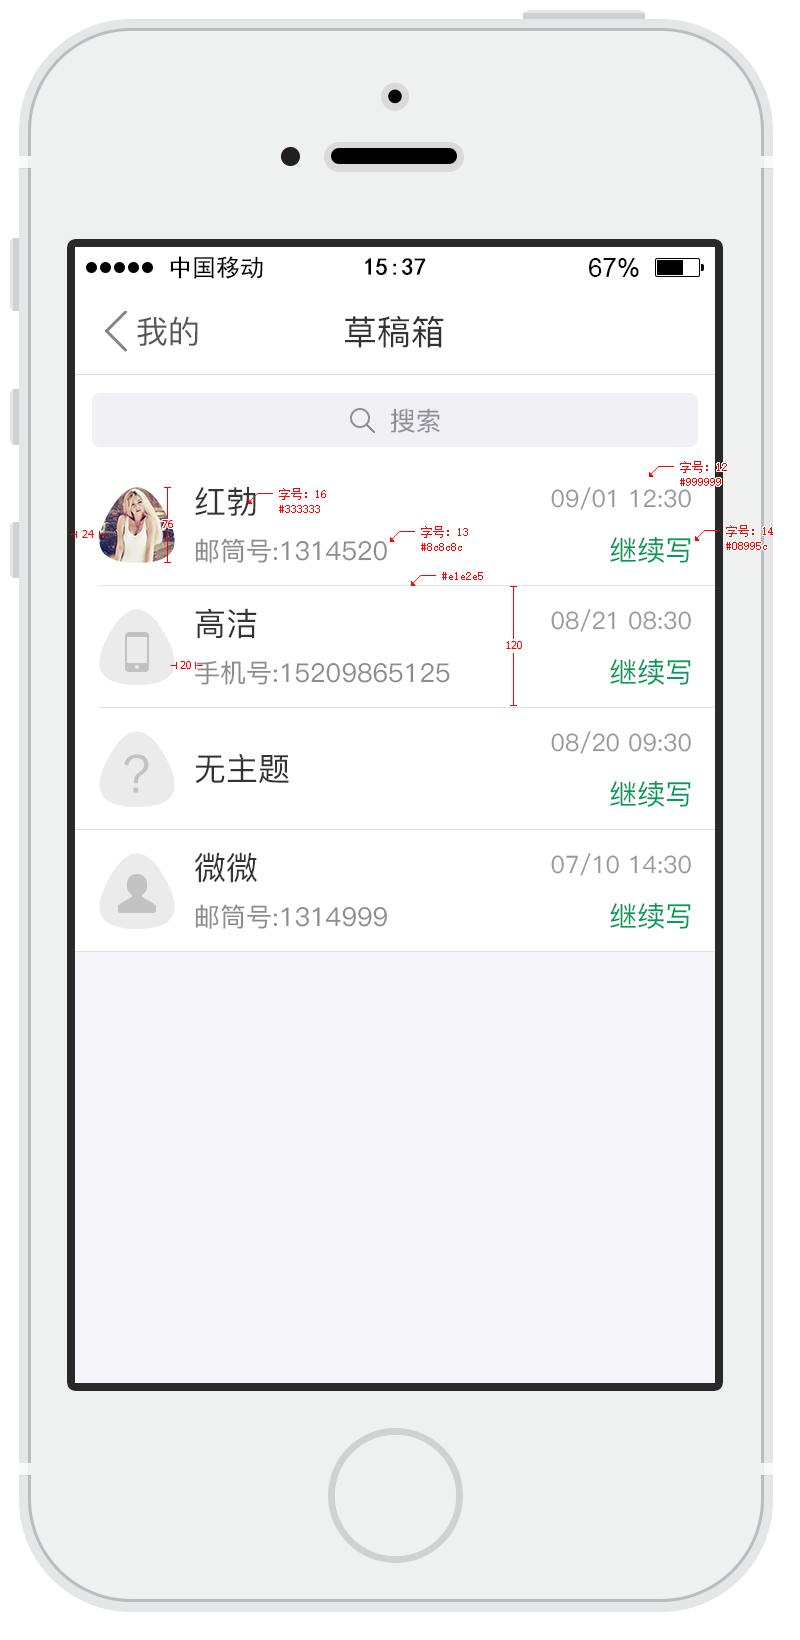 中国移动 15:37 67%
我的 草稿箱
搜索
字号：12
#999999
红勃 09/01 12:30
字号：16
#333333
24
76
邮筒号:1314520 继续写
字号：13
#8c8c8c
字号：14
#08995c
#e1e2e5
高洁 08/21 08:30
120
20
手机号:15209865125 继续写
无主题 08/20 09:30
继续写
微微 07/10 14:30
邮筒号:1314999 继续写